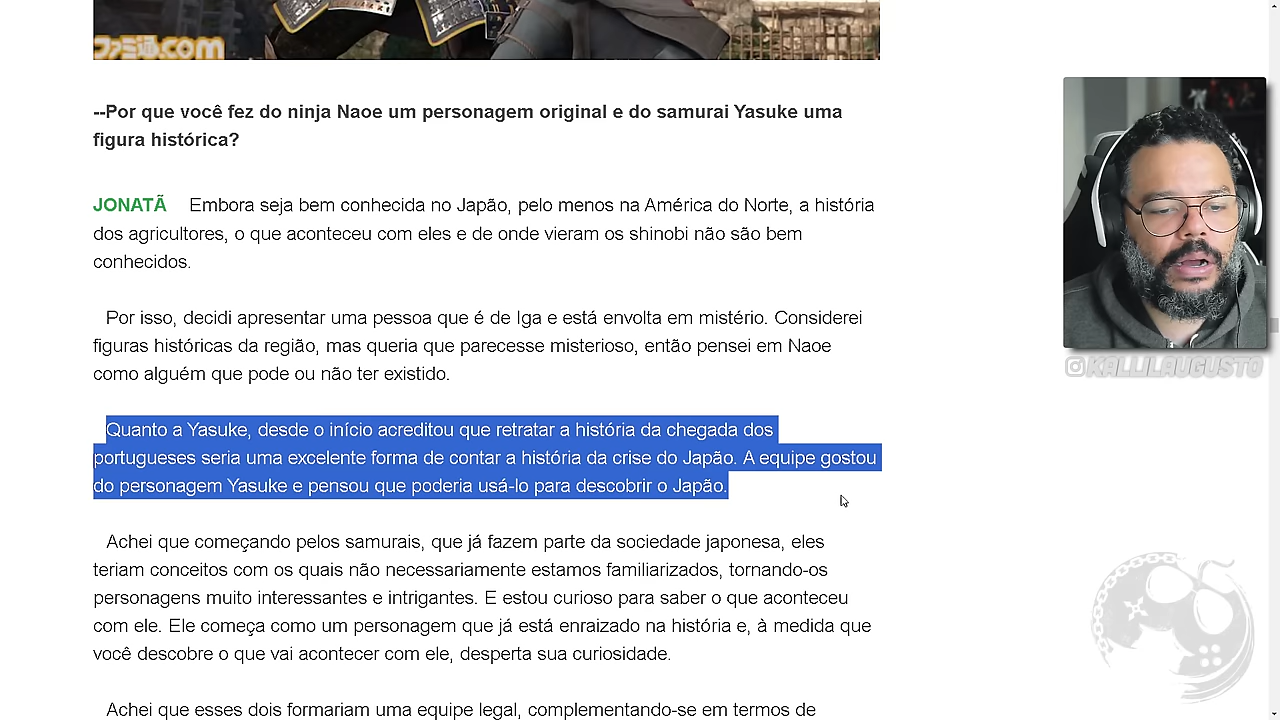 ファミ通.com
--Por que você fez do ninja Naoe um personagem original e do samurai Yasuke uma
figura histórica?
JONATÃ Embora seja bem conhecida no Japão, pelo menos na América do Norte, a história
dos agricultores, o que aconteceu com eles e de onde vieram os shinobi não são bem
conhecidos.
Por isso, decidi apresentar uma pessoa que é de Iga e está envolta em mistério. Considerei
figuras históricas da região, mas queria que parecesse misterioso, então pensei em Naoe
como alguém que pode ou não ter existido.
Quanto a Yasuke, desde o início acreditou que retratar a história da chegada dos
portugueses seria uma excelente forma de contar a história da crise do Japão. A equipe gostou
do personagem Yasuke e pensou que poderia usá-lo para descobrir o Japão.
Achei que começando pelos samurais, que já fazem parte da sociedade japonesa, eles
teriam conceitos com os quais não necessariamente estamos familiarizados, tornando-os
personagens muito interessantes e intrigantes. E estou curioso para saber o que aconteceu
com ele. Ele começa como um personagem que já está enraizado na história e, à medida que
você descobre o que vai acontecer com ele, desperta sua curiosidade.
Achei que esses dois formariam uma equipe legal, complementando-se em termos de
KALLILAUGUSTO